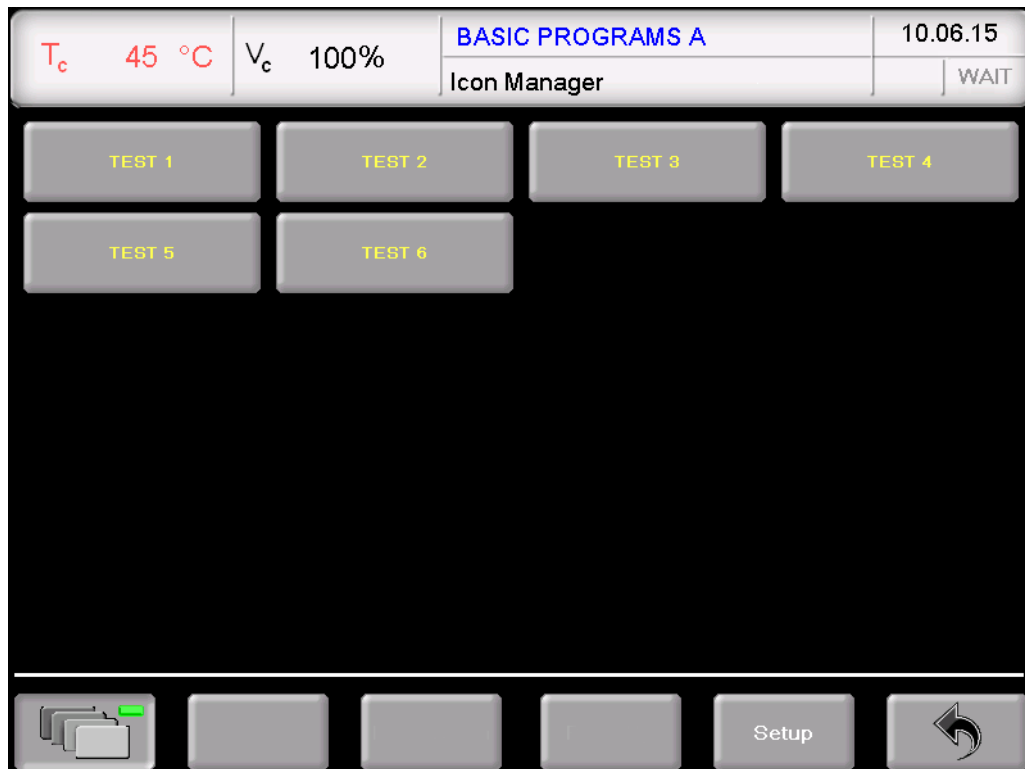 Tc 45 °C
Vc 100%
BASIC PROGRAMS A
10.06.15
Icon Manager
WAIT
TEST 1 TEST 2 TEST 3 TEST 4
TEST 5 TEST 6
Setup